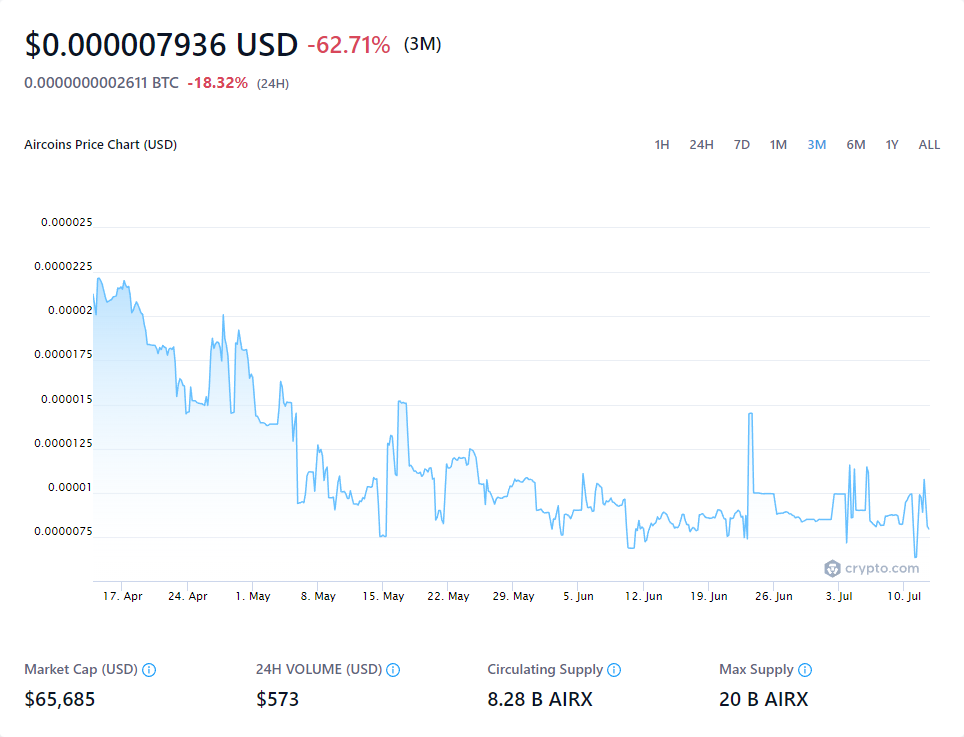 $0.000007936 USD -62.71% (3M)
0.0000000002611 BTC -18.32% (24H)
Aircoins Price Chart (USD) 1H 24H 7D 1M 3M 6M 1Y ALL
0.000025
0.0000225
0.00002
0.0000175
0.000015
0.0000125
0.00001
0.0000075
crypto.com
17. Apr 24. Apr 1. May 8. May 15. May 22. May 29. May 5. Jun 12. Jun 19. Jun 26. Jun 3. Jul 10. Jul
Market Cap (USD) 24H VOLUME (USD) Circulating Supply Max Supply
$65,685 $573 8.28 B AIRX 20 B AIRX